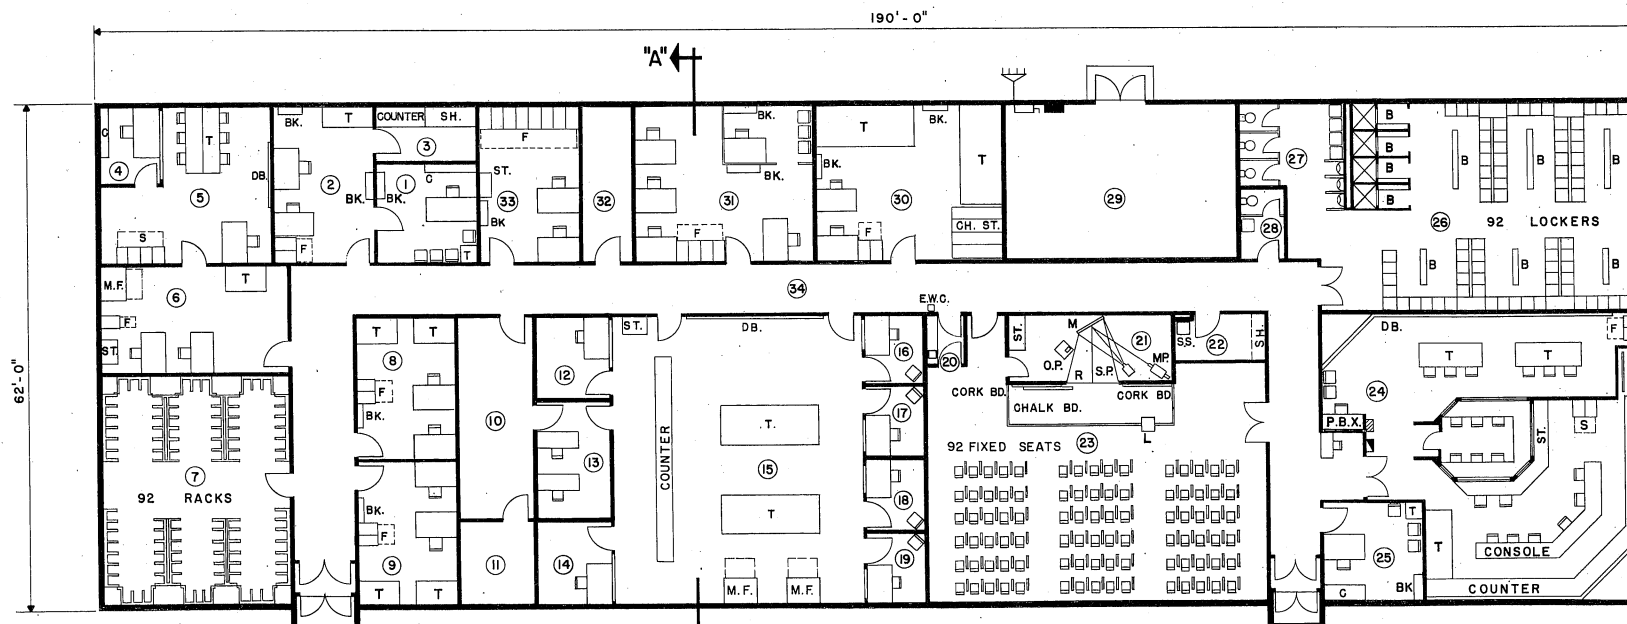 190'-0"
"A"
62'-0"
C
4
T
5
DB.
S
BK.
T
2
BK.
F
COUNTER SH.
3
1
C
BK.
T
F
ST.
33
BK
32
BK.
BK.
31
F
T
BK.
BK.
T
30
F
CH. ST.
29
27
28
B
B
B
B
B
B
B
26 92 LOCKERS
B
B
B
M.F.
6
T
F
ST.
34
E.W.C.
7
92 RACKS
T
T
8
F
BK.
BK.
F
9
T
T
10
11
12
13
14
ST.
DB.
COUNTER
.T.
15
T
M.F.
M.F.
16
17
18
19
20
ST.
M
O.P.
R
S.P.
21
MP.
S.S.
22
SH.
CORK BD.
CORK BD
CHALK BD.
L
92 FIXED SEATS
23
DB.
F
T
T
24
P.B.X.
ST.
S
T
25
C
BK
T
CONSOLE
COUNTER